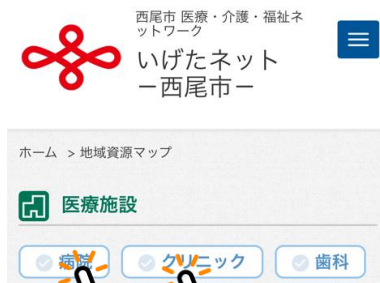 西尾市 医療・介護・福祉ネ
ットワーク
いげたネット
ー西尾市ー
ホーム > 地域資源マップ
医療施設
病院 クリニック 歯科